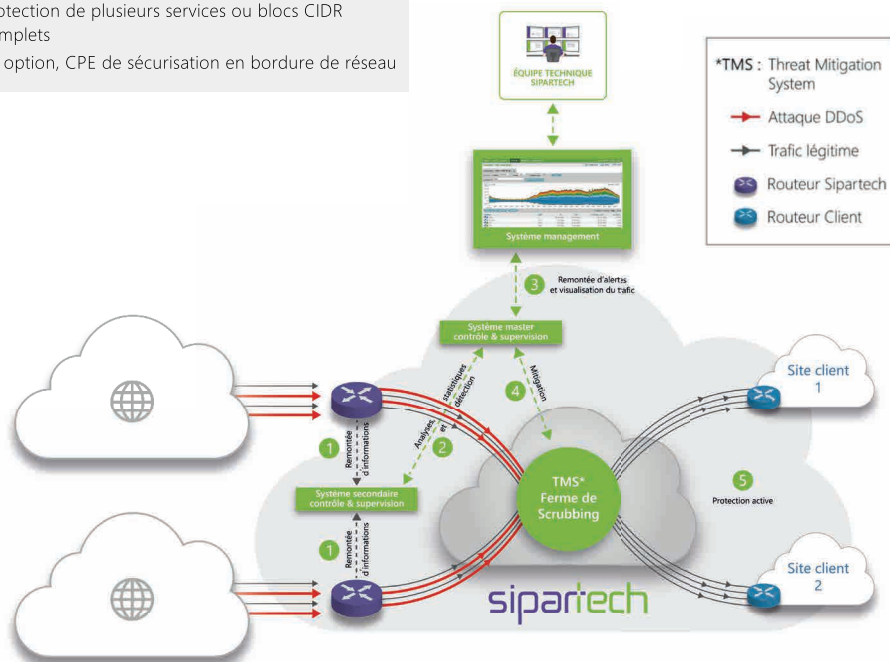 otection de plusieurs services ou blocs CIDR
mplets
option, CPE de sécurisation en bordure de réseau
ÉQUIPE TECHNIQUE
SIPARTECH
*TMS : Threat Mitigation
System
Attaque DDoS
Trafic légitime
Routeur Sipartech
Routeur Client
Système management
3
Remontée d'alertes
et visualisation du trafic
Système master
contrôle & supervision
Analyses, statistiques
et détection
2
4
Mitigation
1
Remontée
d'informations
Système secondaire
contrôle & supervision
1
Remontée
d'informations
TMS*
Ferme de
Scrubbing
Site client
1
5
Protection active
Site client
2
sipartech